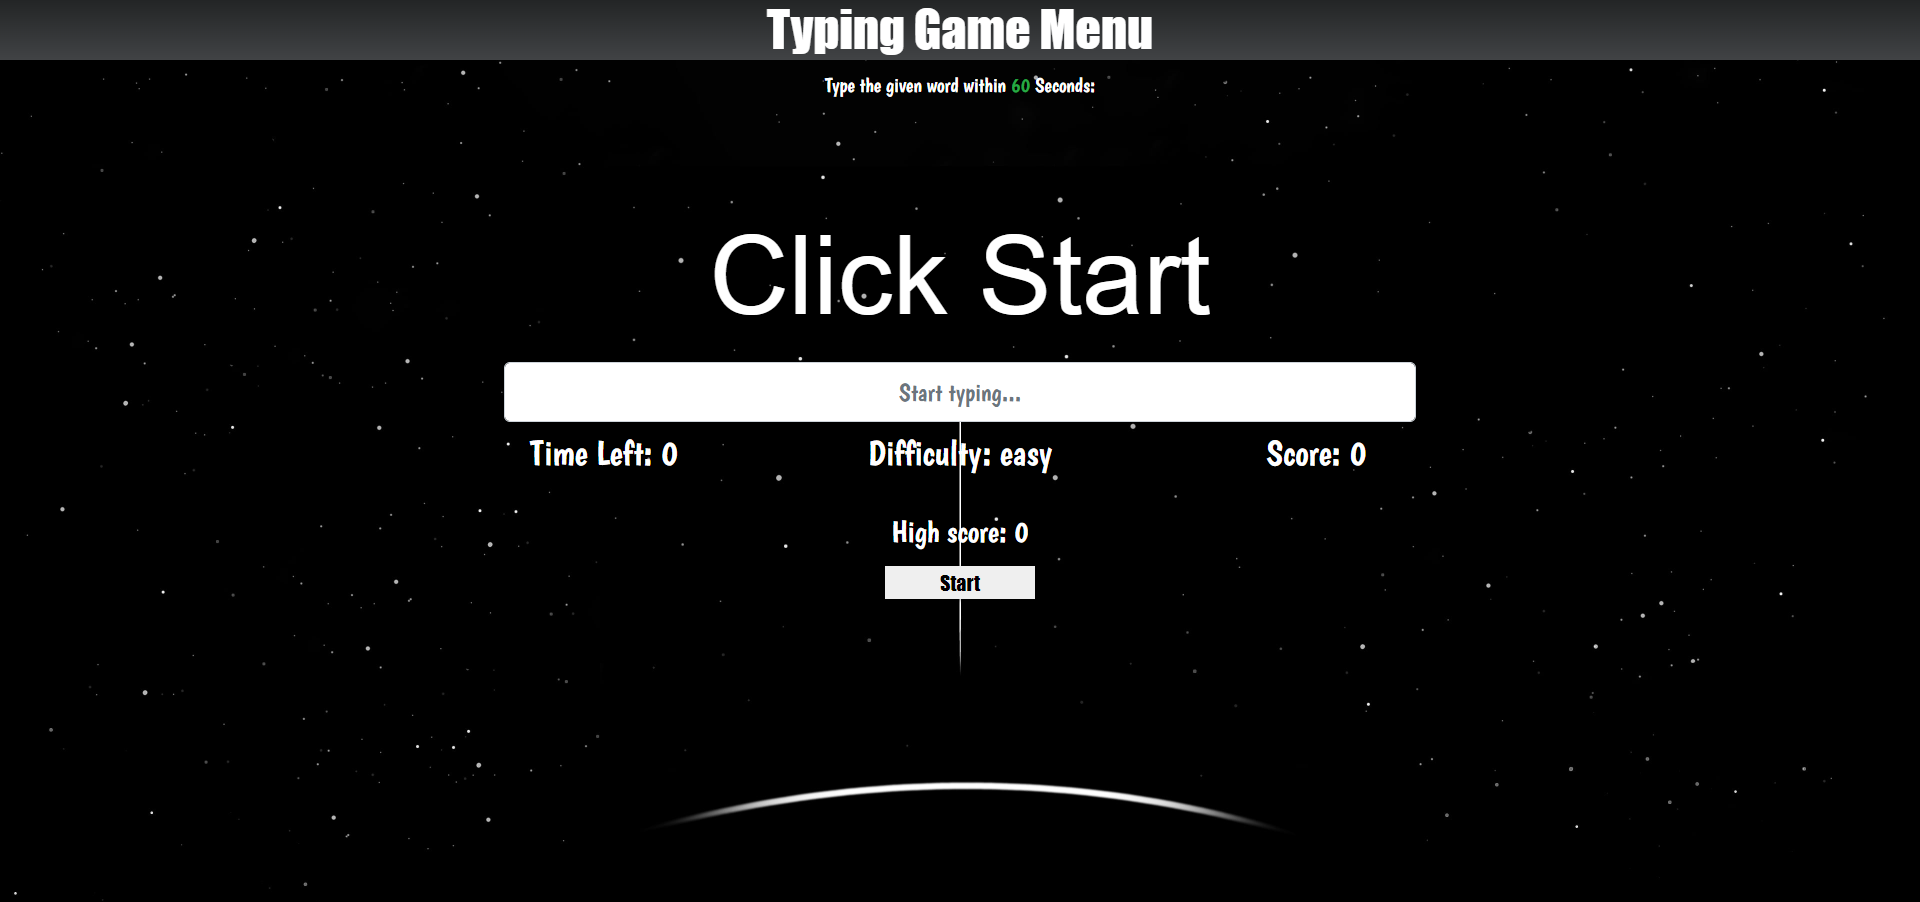 Typing Game Menu
Type the given word within 60 Seconds:
Click Start
Start typing...
Time Left: 0 Difficulty: easy Score: 0
High score: 0
Start